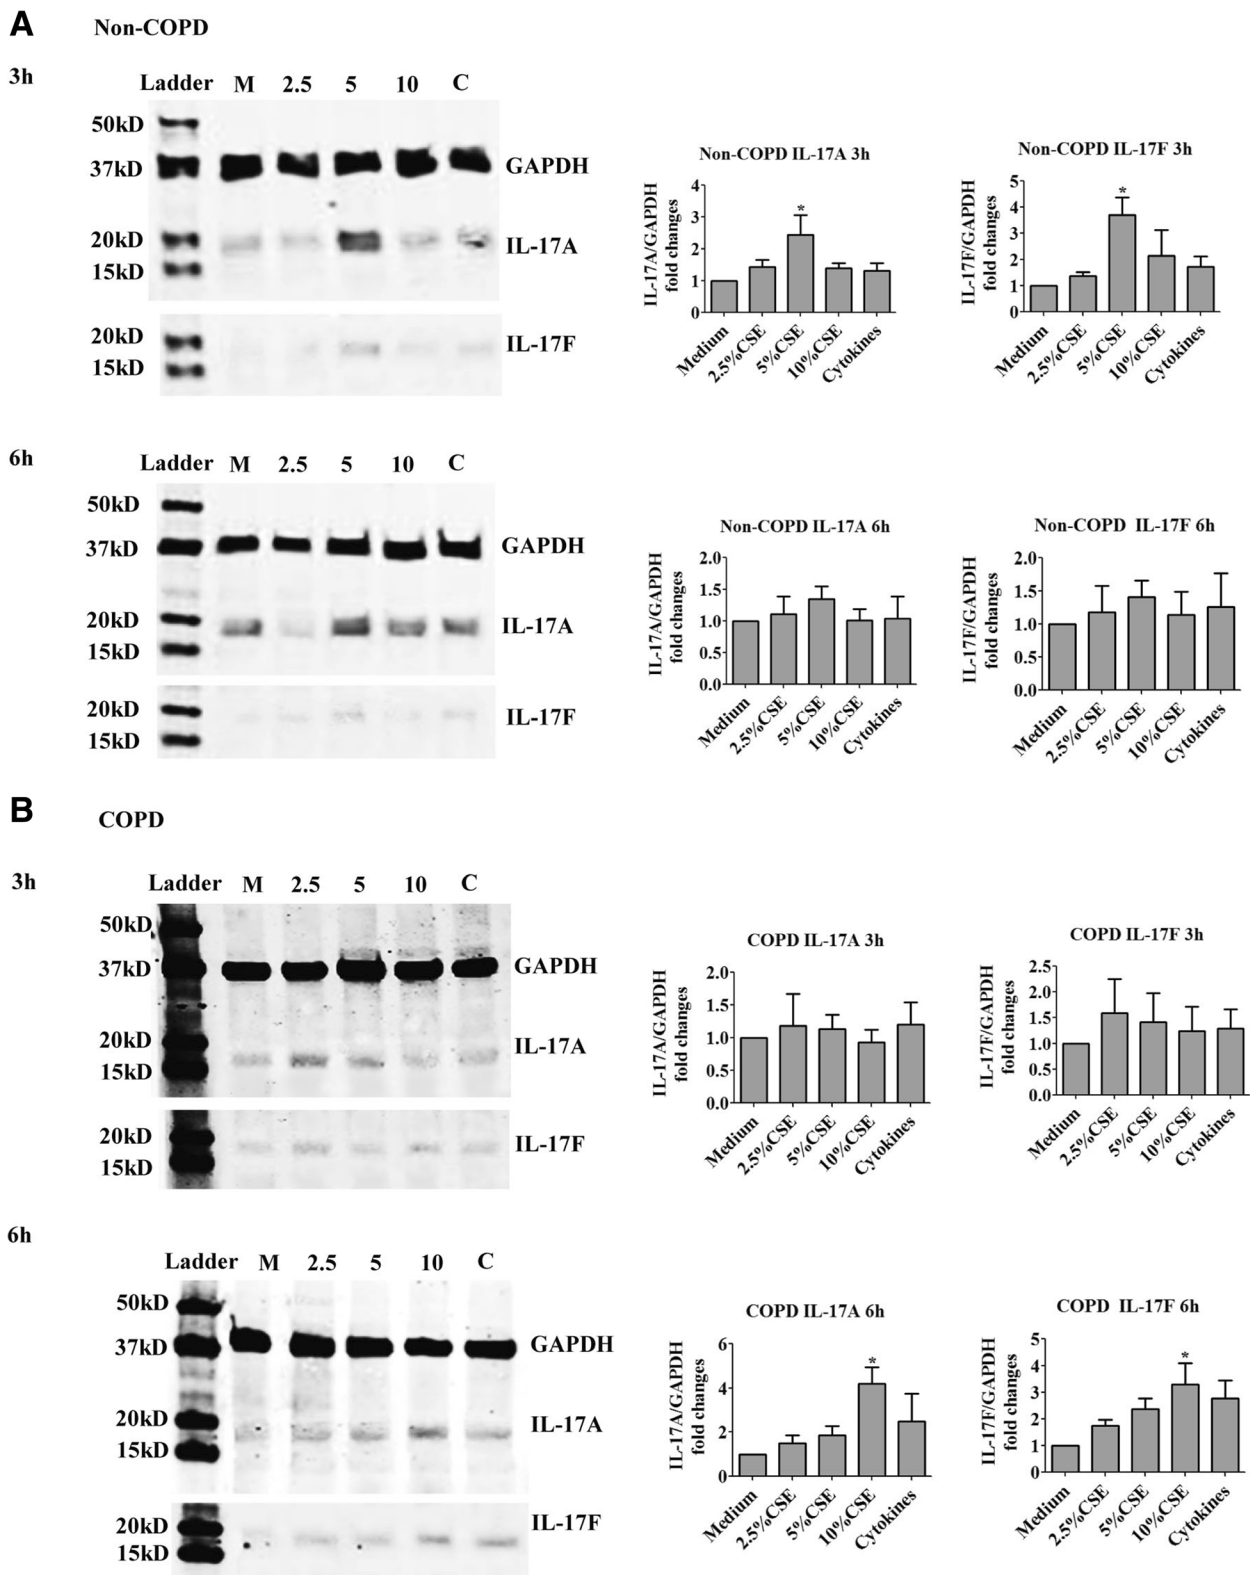 A
Non-COPD
3h
Ladder M 2.5 5 10 C
50kD
37kD
20kD
15kD
GAPDH
IL-17A
20kD
15kD
IL-17F
Non-COPD IL-17A 3h
IL-17A/GAPDH
fold changes
4
3
2
1
0
Medium
2.5%CSE
5%CSE
10%CSE
Cytokines
*
Non-COPD IL-17F 3h
IL-17F/GAPDH
fold changes
5
4
3
2
1
0
Medium
2.5%CSE
5%CSE
10%CSE
Cytokines
*
6h
Ladder M 2.5 5 10 C
50kD
37kD
20kD
15kD
GAPDH
IL-17A
20kD
15kD
IL-17F
Non-COPD IL-17A 6h
IL-17A/GAPDH
fold changes
2.0
1.5
1.0
0.5
0.0
Medium
2.5%CSE
5%CSE
10%CSE
Cytokines
Non-COPD IL-17F 6h
IL-17F/GAPDH
fold changes
2.0
1.5
1.0
0.5
0.0
Medium
2.5%CSE
5%CSE
10%CSE
Cytokines
B
COPD
3h
Ladder M 2.5 5 10 C
50kD
37kD
20kD
15kD
GAPDH
IL-17A
20kD
15kD
IL-17F
COPD IL-17A 3h
IL-17A/GAPDH
fold changes
2.0
1.5
1.0
0.5
0.0
Medium
2.5%CSE
5%CSE
10%CSE
Cytokines
COPD IL-17F 3h
IL-17F/GAPDH
fold changes
2.5
2.0
1.5
1.0
0.5
0.0
Medium
2.5%CSE
5%CSE
10%CSE
Cytokines
6h
Ladder M 2.5 5 10 C
50kD
37kD
20kD
15kD
GAPDH
IL-17A
20kD
15kD
IL-17F
COPD IL-17A 6h
IL-17A/GAPDH
fold changes
6
4
2
0
Medium
2.5%CSE
5%CSE
10%CSE
Cytokines
*
COPD IL-17F 6h
IL-17F/GAPDH
fold changes
5
4
3
2
1
0
Medium
2.5%CSE
5%CSE
10%CSE
Cytokines
*